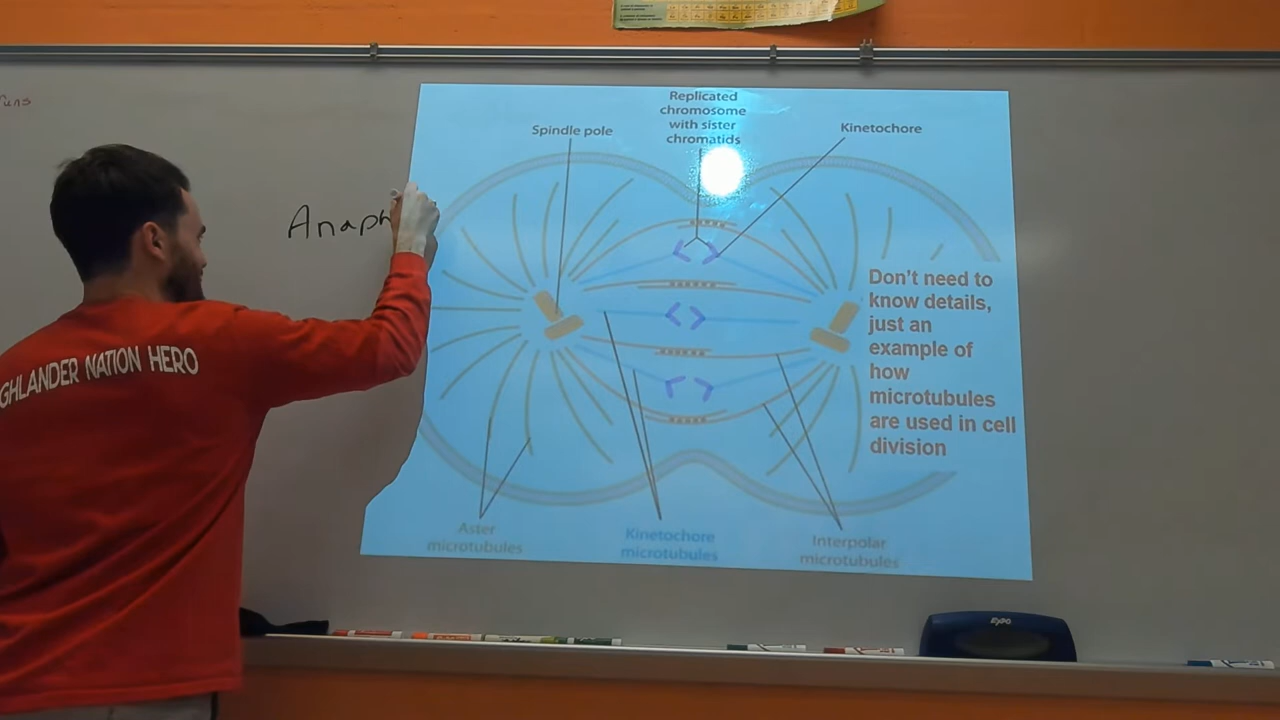 Replicated
chromosome
with sister
chromatids
Spindle pole
Kinetochore
Anaph
Don't need to
know details,
just an
example of
how
microtubules
are used in cell
division
GHLANDER NATION HERO
Aster
microtubules
Kinetochore
microtubules
Interpolar
microtubules
EXPO